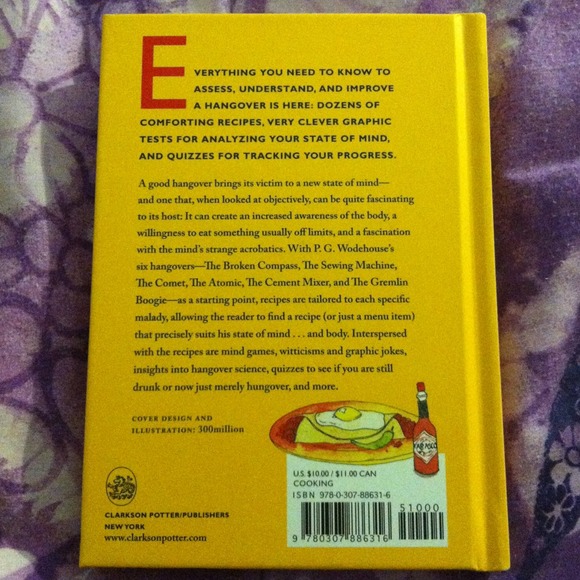 EVERYTHING YOU NEED TO KNOW TO
ASSESS, UNDERSTAND, AND IMPROVE
A HANGOVER IS HERE: DOZENS OF
COMFORTING RECIPES, VERY CLEVER GRAPHIC
TESTS FOR ANALYZING YOUR STATE OF MIND,
AND QUIZZES FOR TRACKING YOUR PROGRESS.
A good hangover brings its victim to a new state of mind—
and one that, when looked at objectively, can be quite fascinating
to its host: It can create an increased awareness of the body, a
willingness to eat something usually off limits, and a fascination
with the mind's strange acrobatics. With P. G. Wodehouse's
six hangovers—The Broken Compass, The Sewing Machine,
The Comet, The Atomic, The Cement Mixer, and The Gremlin
Boogie—as a starting point, recipes are tailored to each specific
malady, allowing the reader to find a recipe (or just a menu item)
that precisely suits his state of mind . . . and body. Interspersed
with the recipes are mind games, witticisms and graphic jokes,
insights into hangover science, quizzes to see if you are still
drunk or now just merely hungover, and more.
COVER DESIGN AND
ILLUSTRATION: 300million
TABASCO
U.S. $10.00 / $11.00 CAN
COOKING
ISBN 978-0-307-88631-6
51000
9 780307 886316
CLARKSON POTTER/PUBLISHERS
NEW YORK
www.clarksonpotter.com